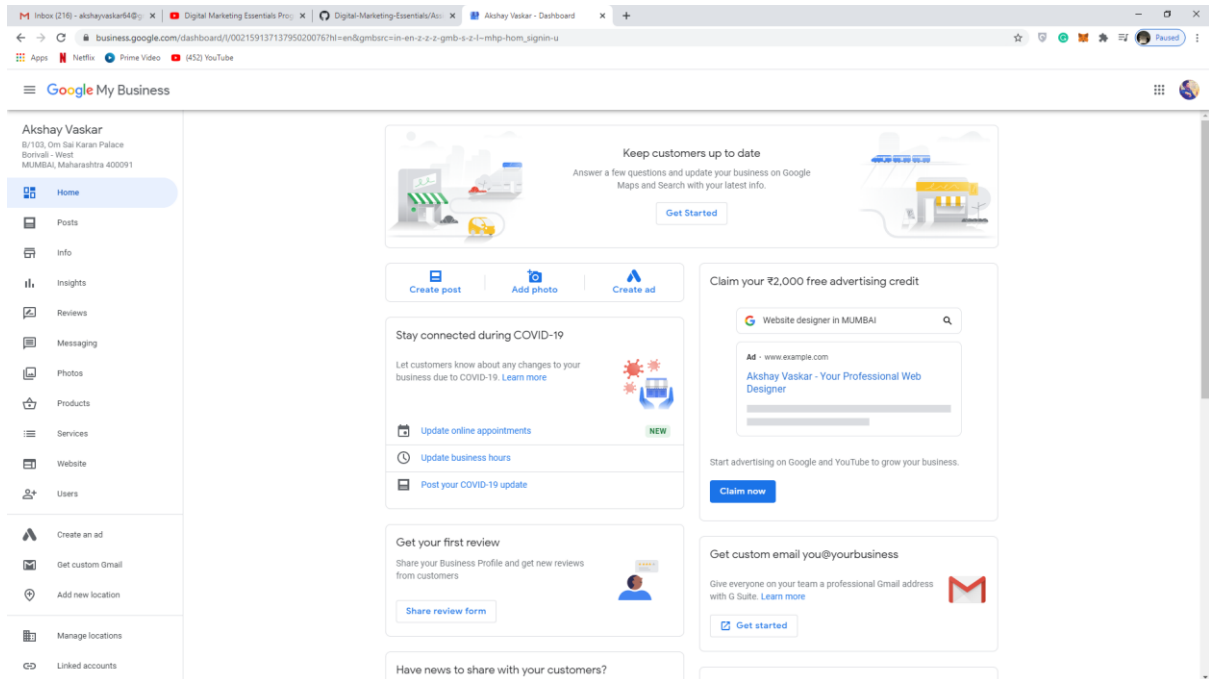 Inbox (216) - akshayvaskar64@g
Digital Marketing Essentials Prog
Digital-Marketing-Essentials/Ass
Akshay Vaskar - Dashboard
business.google.com/dashboard/l/00215913713795020076?hl=en&gmbsrc=in-en-z-z-z-gmb-s-z-l~mhp-hom_signin-u
Paused
Apps
Netflix
Prime Video
(452) YouTube
Google My Business
Akshay Vaskar
B/103, Om Sai Karan Palace
Borivali - West
MUMBAI, Maharashtra 400091
Home
Posts
Info
Insights
Reviews
Messaging
Photos
Products
Services
Website
Users
Create an ad
Get custom Gmail
Add new location
Manage locations
Linked accounts
Keep customers up to date
Answer a few questions and update your business on Google
Maps and Search with your latest info.
Get Started
Create post
Add photo
Create ad
Stay connected during COVID-19
Let customers know about any changes to your
business due to COVID-19. Learn more
Update online appointments
NEW
Update business hours
Post your COVID-19 update
Get your first review
Share your Business Profile and get new reviews
from customers
Share review form
Have news to share with your customers?
Claim your ₹2,000 free advertising credit
Website designer in MUMBAI
Ad · www.example.com
Akshay Vaskar - Your Professional Web
Designer
Start advertising on Google and YouTube to grow your business.
Claim now
Get custom email you@yourbusiness
Give everyone on your team a professional Gmail address
with G Suite. Learn more
Get started